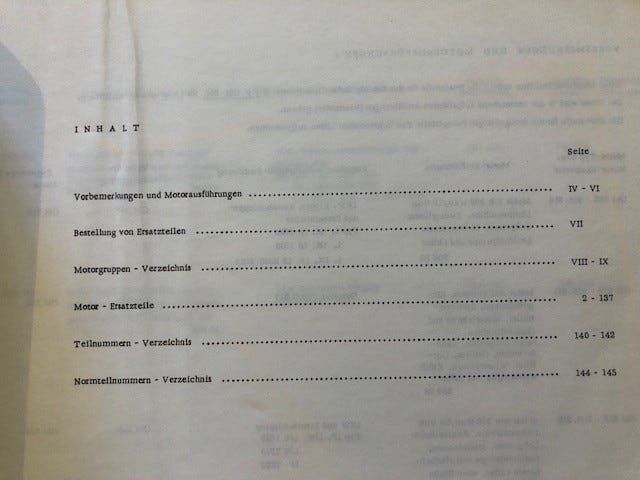 INHALT
Seite
Vorbemerkungen und Motorausführungen ........ IV - VI
Bestellung von Ersatzteilen ........ VII
Motorgruppen - Verzeichnis ........ VIII - IX
Motor - Ersatzteile ........ 2 - 137
Teilnummern - Verzeichnis ........ 140 - 142
Normteilnummern - Verzeichnis ........ 144 - 145